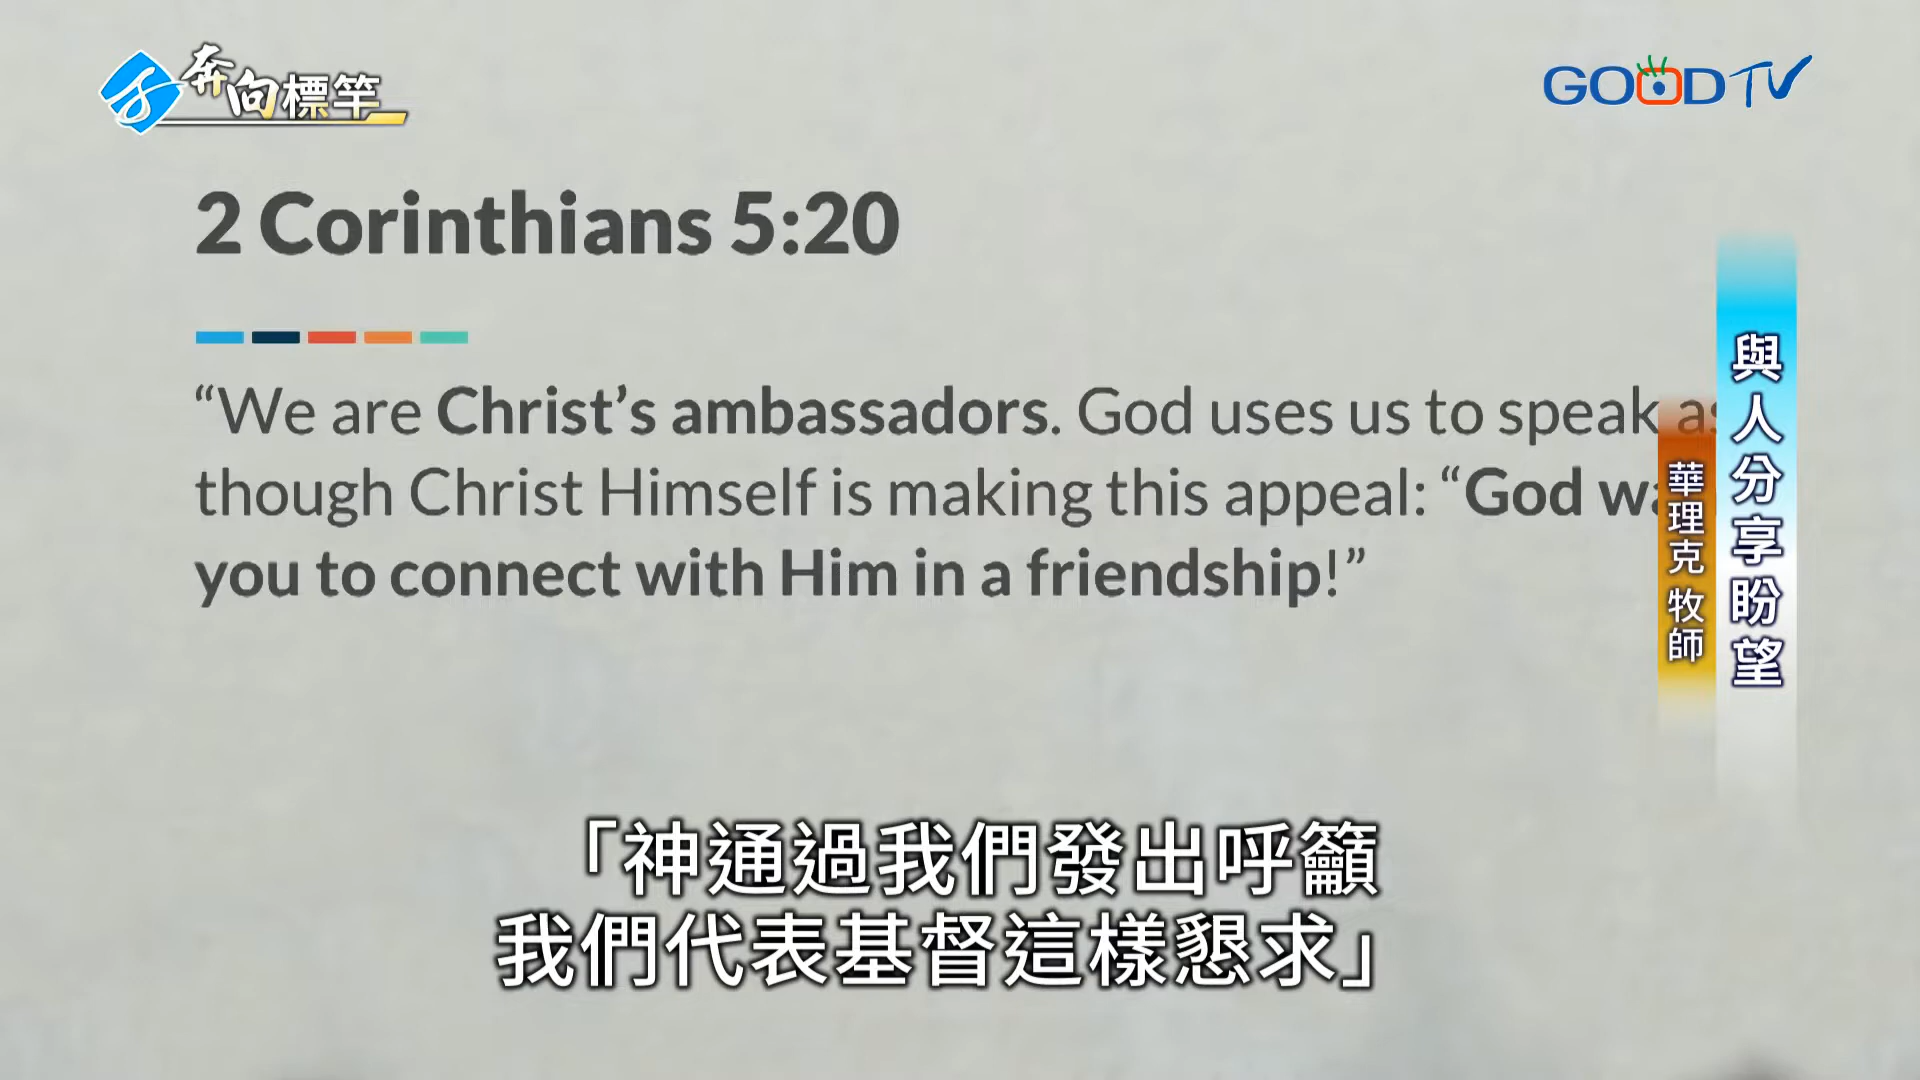 奔向標竿
GOOD TV
2 Corinthians 5:20
“We are Christ’s ambassadors. God uses us to speak as
though Christ Himself is making this appeal: “God
you to connect with Him in a friendship!”
與人分享盼望
華理克 牧師
「神通過我們發出呼籲
我們代表基督這樣懇求」